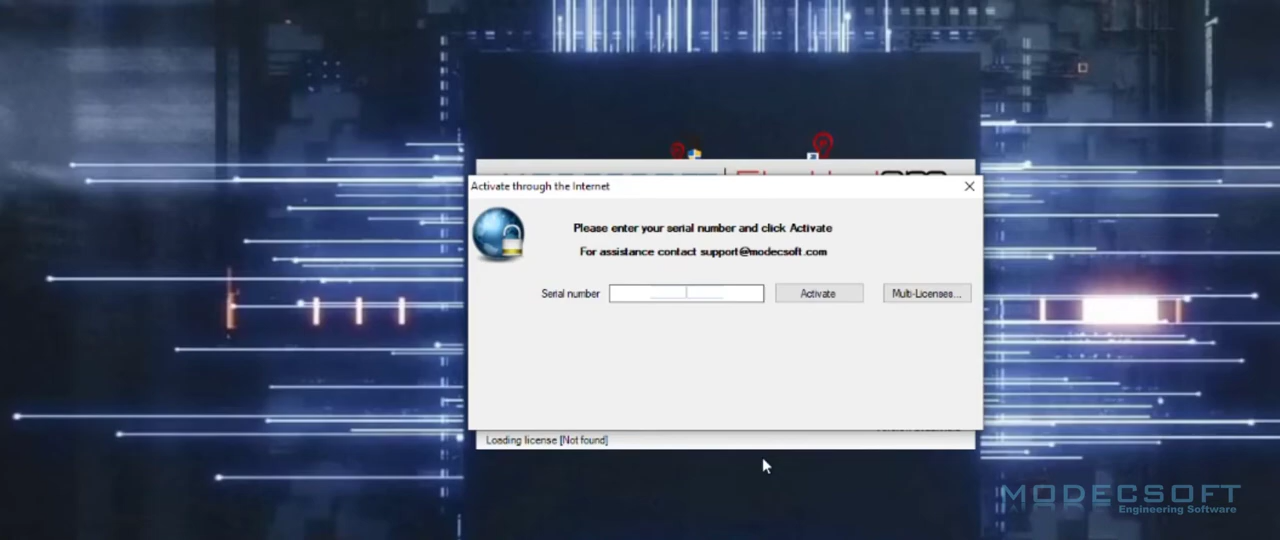 Activate through the Internet
Please enter your serial number and click Activate
For assistance contact support@modecsoft.com
Serial number
Activate
Multi-Licenses...
Loading license [Not found]
MODECSOFT
Engineering Software